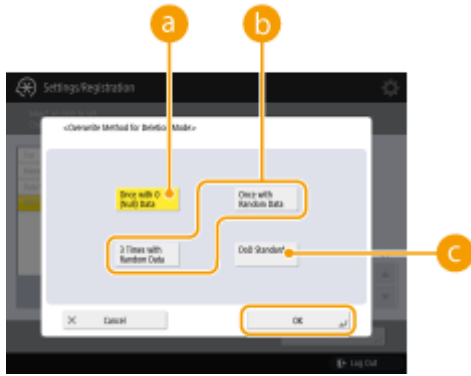 a
b
Settings/Registration
<Overwrite Method for Deletion Mode>
Once with 0
(Null) Data
Once with
Random Data
3 Times with
Random Data
DoD Standard
c
Cancel
OK
Log Out